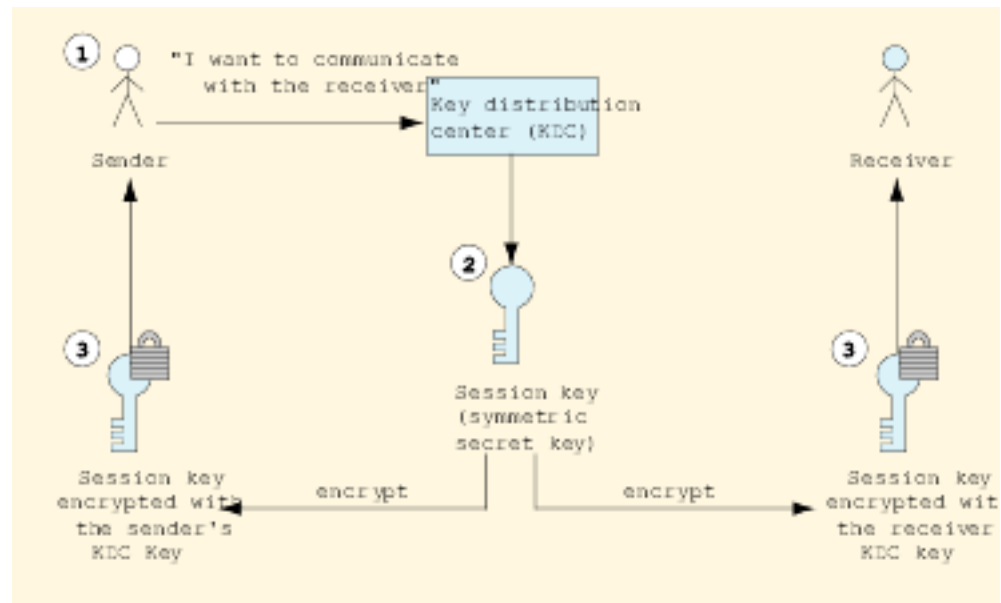 1
"I want to communicate
with the receiver"
Key distribution
center (KDC)
Sender
Receiver
2
Session key
(symmetric
secret key)
3
3
encrypt
encrypt
Session key
encrypted with
the sender's
KDC Key
Session key
encrypted wit
the receiver
KDC key